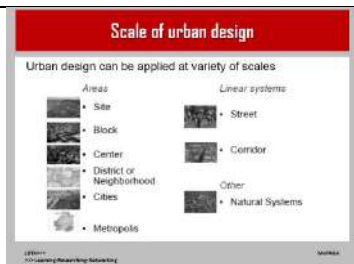 Scale of urban design
Urban design can be applied at variety of scales
Areas
• Site
• Block
• Center
• District or
Neighborhood
• Cities
• Metropolis
Linear systems
• Street
• Corridor
Other
• Natural Systems